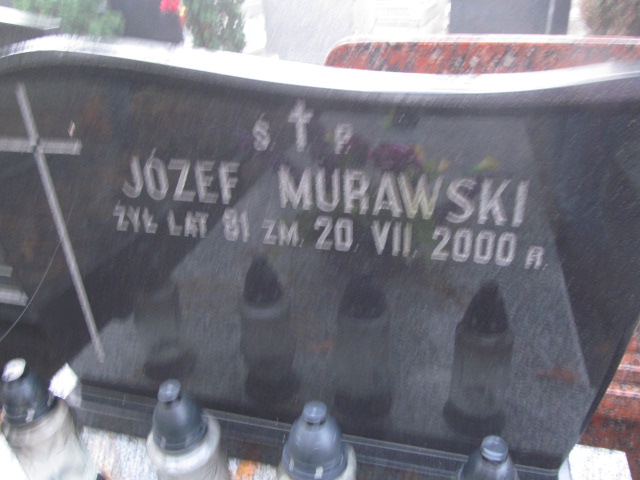 Ś. P.
JÓZEF MURAWSKI
ŻYŁ LAT 81 ZM. 20. VII. 2000 R.